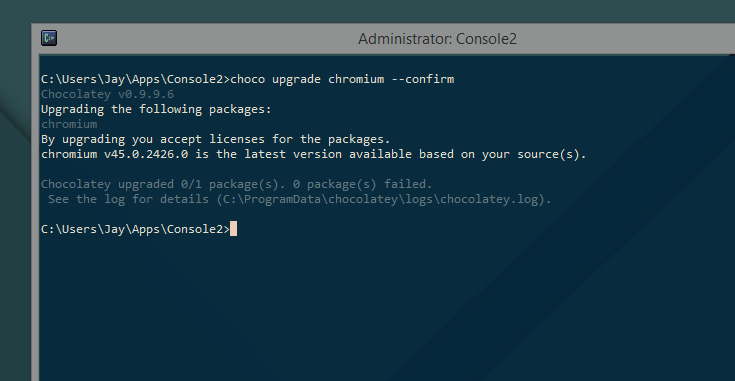 Administrator: Console2
C:\Users\Jay\Apps\Console2>choco upgrade chromium --confirm
Chocolatey v0.9.9.6
Upgrading the following packages:
chromium
By upgrading you accept licenses for the packages.
chromium v45.0.2426.0 is the latest version available based on your source(s).
Chocolatey upgraded 0/1 package(s). 0 package(s) failed.
See the log for details (C:\ProgramData\chocolatey\logs\chocolatey.log).
C:\Users\Jay\Apps\Console2>